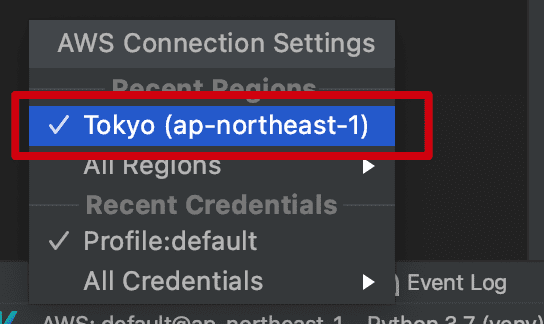 AWS Connection Settings
Recent Regions
✓ Tokyo (ap-northeast-1)
All Regions
Recent Credentials
✓ Profile:default
All Credentials
Event Log
AWS: default@ap-northeast-1 Python 3.7 (venv)